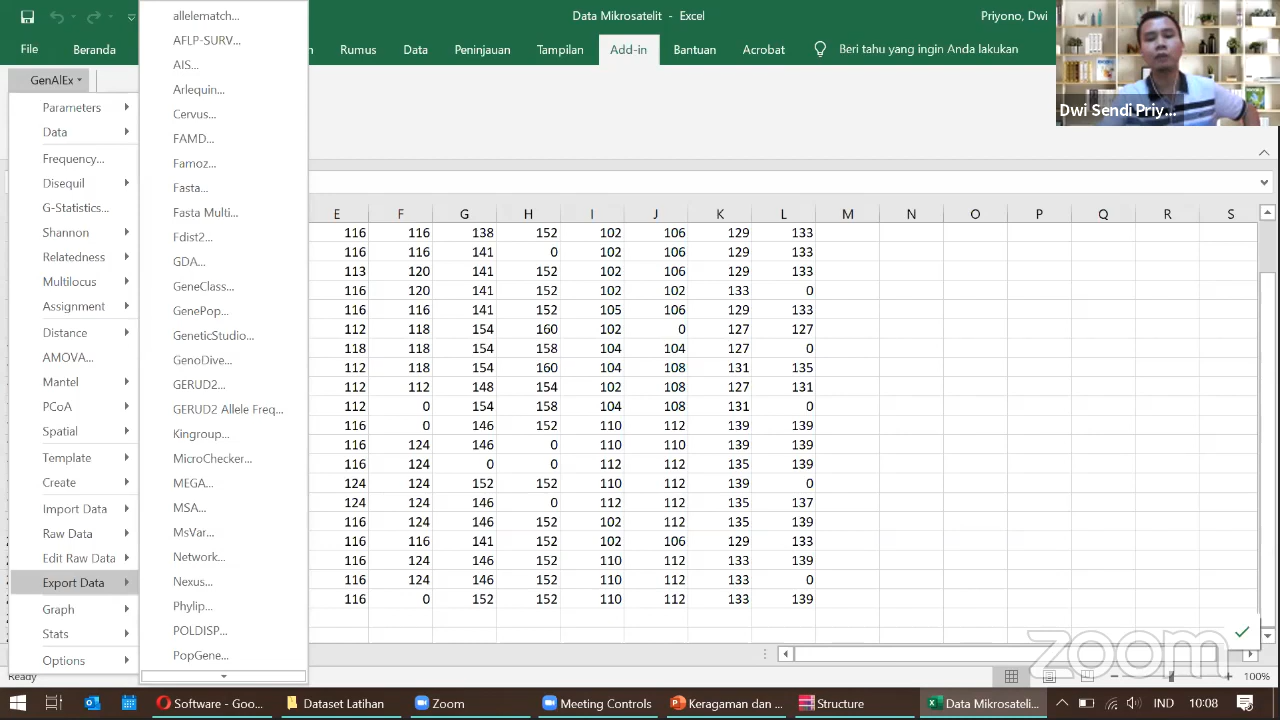 Data Mikrosatelit - Excel
Priyono, Dwi
File Beranda Rumus Data Peninjauan Tampilan Add-in Bantuan Acrobat Beri tahu yang ingin Anda lakukan
GenAlEx
Dwi Sendi Priy...
Parameters
Data
Frequency...
Disequil
G-Statistics...
Shannon
Relatedness
Multilocus
Assignment
Distance
AMOVA...
Mantel
PCoA
Spatial
Template
Create
Import Data
Raw Data
Edit Raw Data
Export Data
Graph
Stats
Options
allelematch...
AFLP-SURV...
AIS...
Arlequin...
Cervus...
FAMD...
Famoz...
Fasta...
Fasta Multi...
Fdist2...
GDA...
GeneClass...
GenePop...
GeneticStudio...
GenoDive...
GERUD2...
GERUD2 Allele Freq...
Kingroup...
MicroChecker...
MEGA...
MSA...
MsVar...
Network...
Nexus...
Phylip...
POLDISP...
PopGene...
E F G H I J K L M N O P Q R S
116 116 138 152 102 106 129 133
116 116 141 0 102 106 129 133
113 120 141 152 102 106 129 133
116 120 141 152 102 102 133 0
116 116 141 152 105 106 129 133
112 118 154 160 102 0 127 127
118 118 154 158 104 104 127 0
112 118 154 160 104 108 131 135
112 112 148 154 102 108 127 131
112 0 154 158 104 108 131 0
116 0 146 152 110 112 139 139
116 124 146 0 110 110 139 139
116 124 0 0 112 112 135 139
124 124 152 152 110 112 139 0
124 124 146 0 112 112 135 137
116 124 146 152 102 112 135 139
116 116 141 152 102 106 129 133
116 124 146 152 110 112 133 139
116 124 146 152 110 112 133 0
116 0 152 152 110 112 133 139
zoom
Ready
100%
Software - Goo... Dataset Latihan Zoom Meeting Controls Keragaman dan ... Structure Data Mikrosateli... IND 10:08